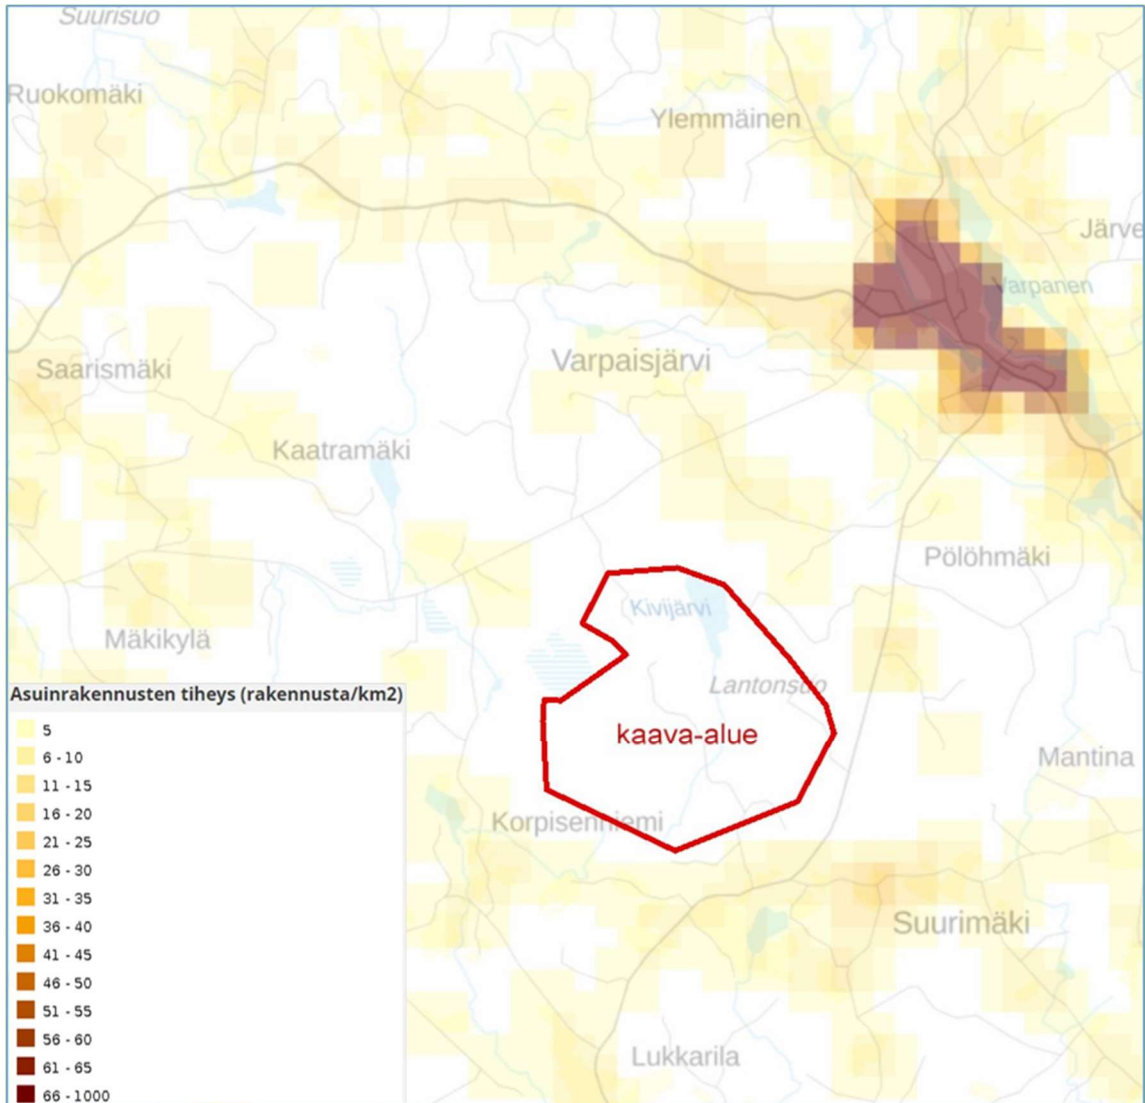 Suurisuo
Ruokomäki
Ylemmäinen
Järve
Varpanen
Saarismäki
Varpaisjärvi
Kaatramäki
Pölöhmäki
Kivijärvi
Mäkikylä
Lantonsuo
kaava-alue
Mantina
Korpisenniemi
Suurimäki
Lukkarila
Asuinrakennusten tiheys (rakennusta/km2)
5
6 - 10
11 - 15
16 - 20
21 - 25
26 - 30
31 - 35
36 - 40
41 - 45
46 - 50
51 - 55
56 - 60
61 - 65
66 - 1000